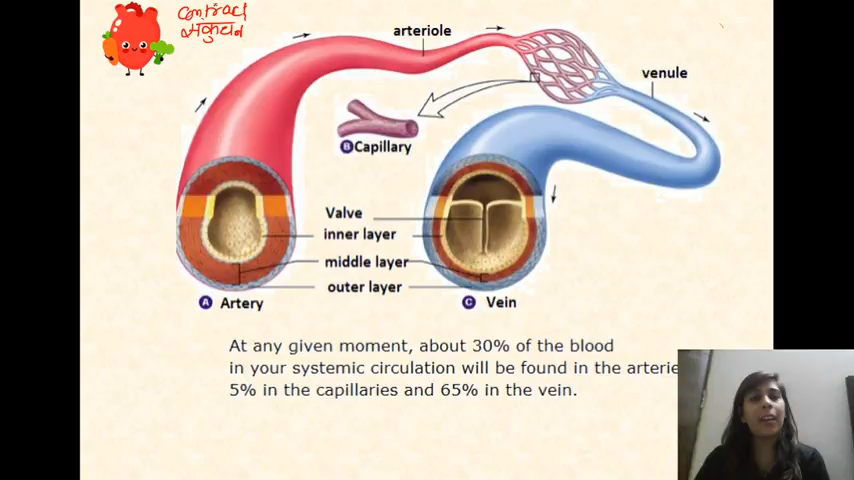 contract
संकुचन
arteriole
venule
B Capillary
Valve
inner layer
middle layer
outer layer
A Artery
C Vein
At any given moment, about 30% of the blood
in your systemic circulation will be found in the arterie
5% in the capillaries and 65% in the vein.